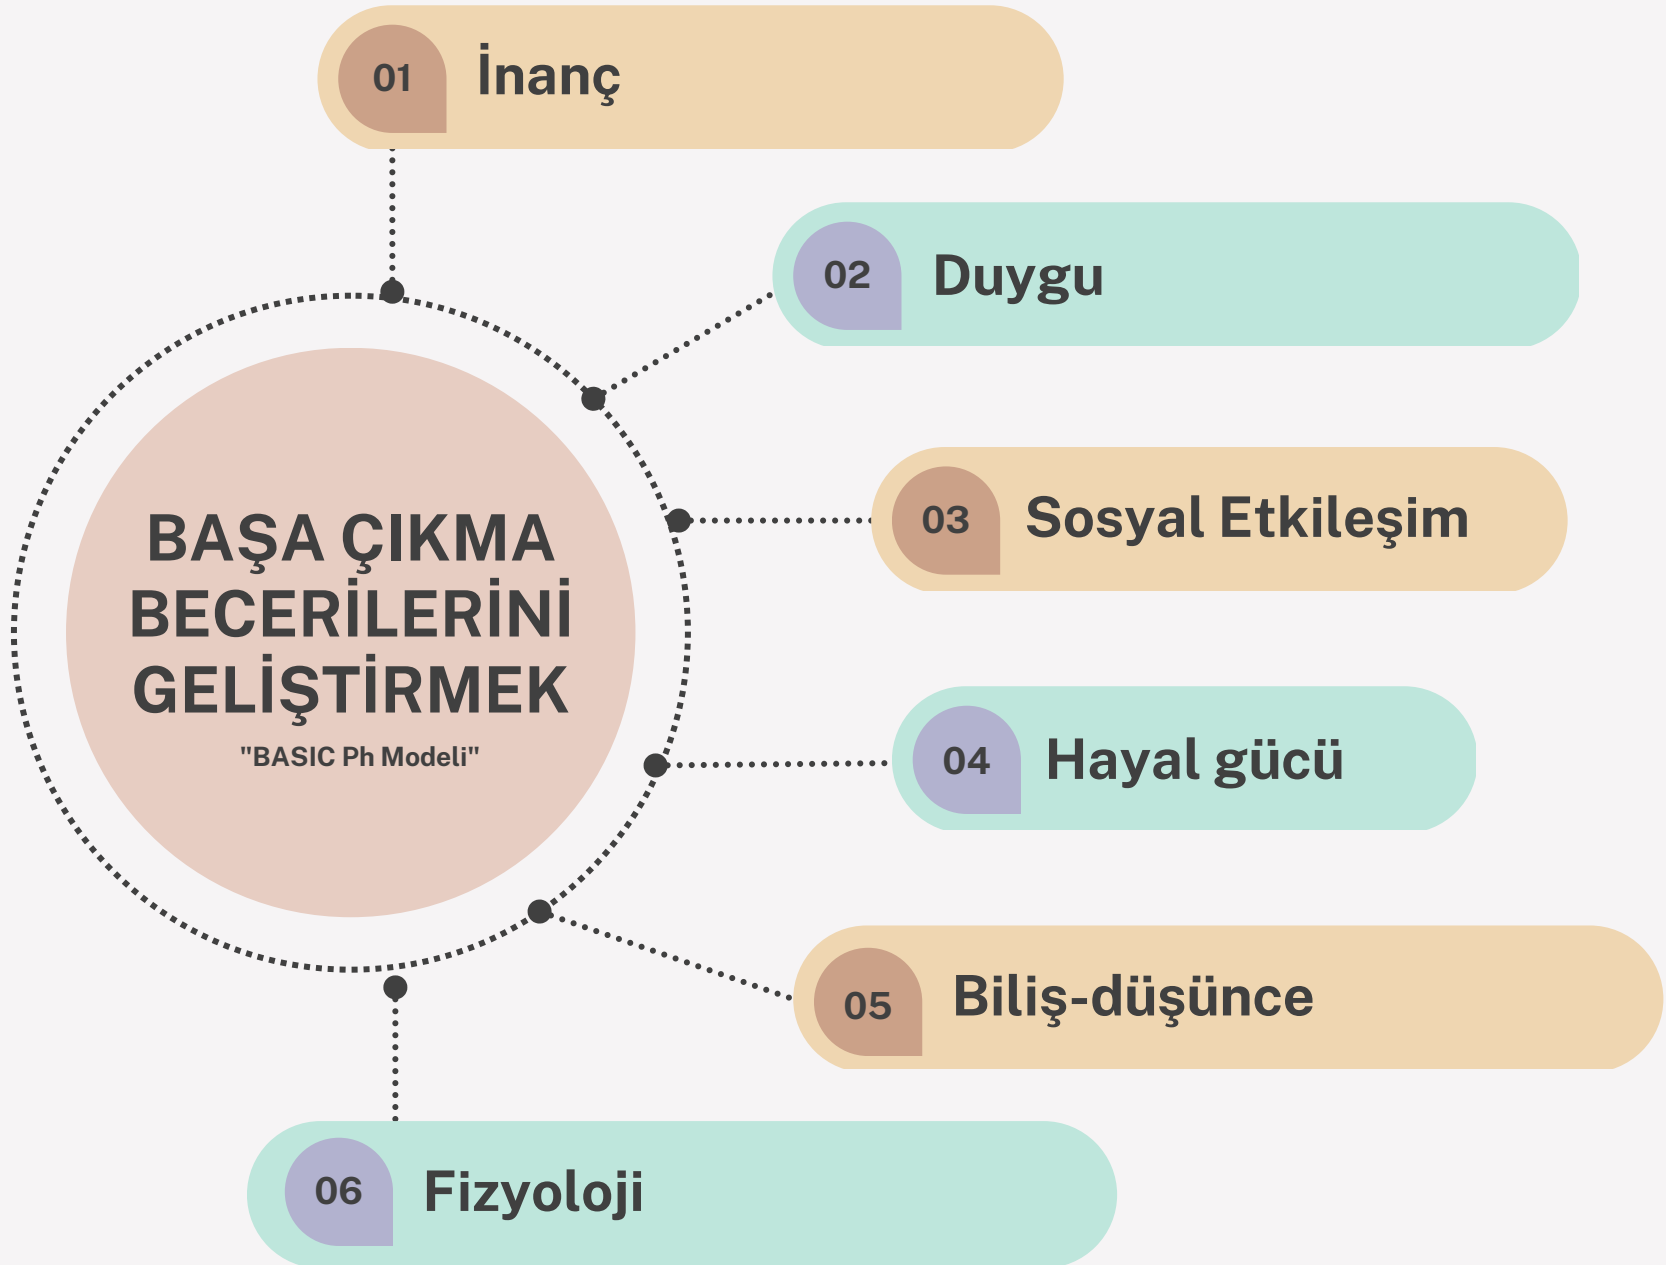 01
İnanç
02
Duygu
03
Sosyal Etkileşim
BAŞA ÇIKMA
BECERİLERİNİ
GELİŞTİRMEK
"BASIC Ph Modeli"
04
Hayal gücü
05
Biliş-düşünce
06
Fizyoloji